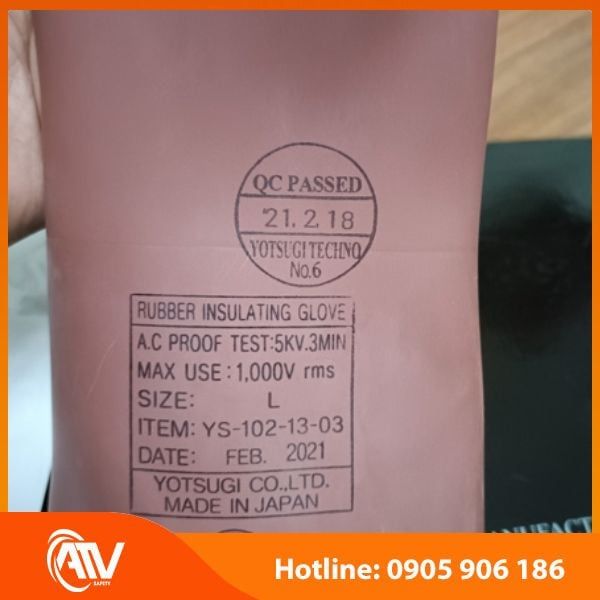 QC PASSED
'21. 2. 18
YOTSUGI TECHNO
No.6
RUBBER INSULATING GLOVE
A.C PROOF TEST:5KV.3MIN
MAX USE : 1,000V rms
SIZE: L
ITEM: YS-102-13-03
DATE: FEB. 2021
YOTSUGI CO.,LTD.
MADE IN JAPAN
ATV
SAFETY
Hotline: 0905 906 186